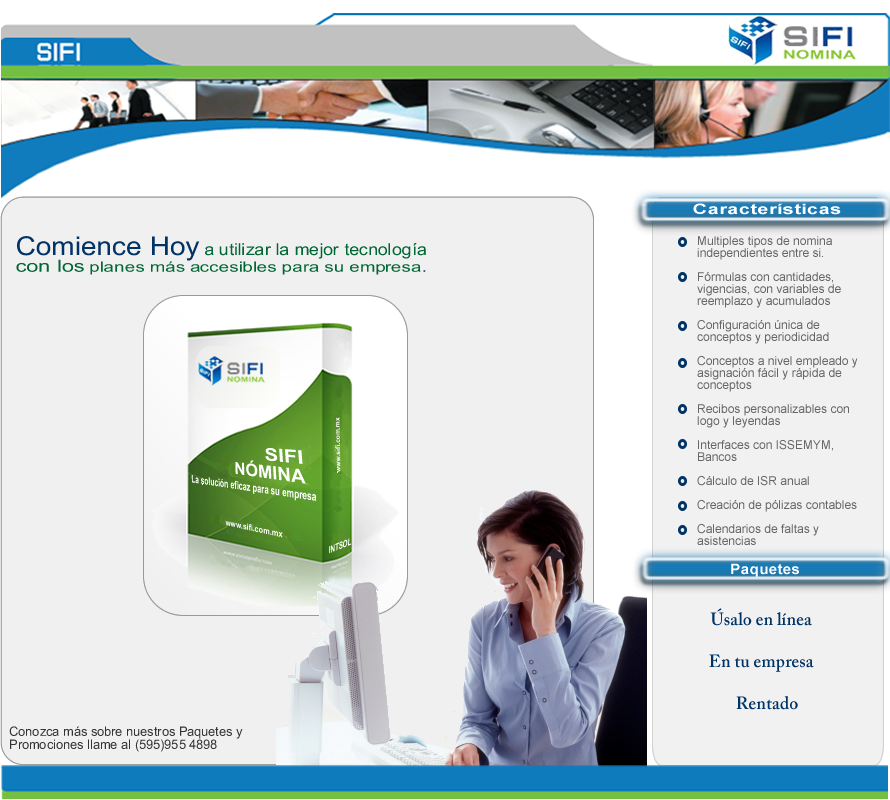 SIFI
SIFI
SIFI
NOMINA
Comience Hoy a utilizar la mejor tecnología
con los planes más accesibles para su empresa.
SIFI
SIFI
NOMINA
SIFI
NÓMINA
La solución eficaz para su empresa
www.sifi.com.mx
www.sifi.com.mx
INTSOL
Conozca más sobre nuestros Paquetes y
Promociones llame al (595)955 4898
Características
Multiples tipos de nomina
independientes entre si.
Fórmulas con cantidades,
vigencias, con variables de
reemplazo y acumulados
Configuración única de
conceptos y periodicidad
Conceptos a nivel empleado y
asignación fácil y rápida de
conceptos
Recibos personalizables con
logo y leyendas
Interfaces con ISSEMYM,
Bancos
Cálculo de ISR anual
Creación de pólizas contables
Calendarios de faltas y
asistencias
Paquetes
Úsalo en línea
En tu empresa
Rentado